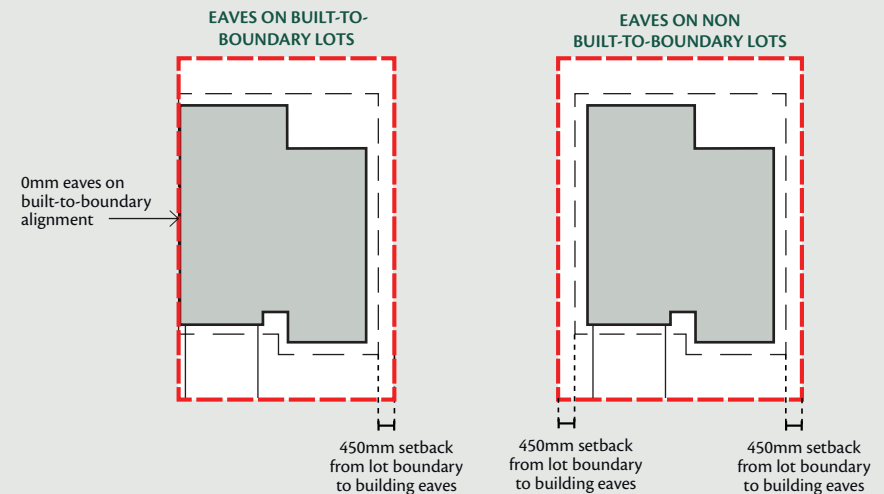 EAVES ON BUILT-TO-
BOUNDARY LOTS
0mm eaves on
built-to-boundary
alignment
450mm setback
from lot boundary
to building eaves
EAVES ON NON
BUILT-TO-BOUNDARY LOTS
450mm setback
from lot boundary
to building eaves
450mm setback
from lot boundary
to building eaves